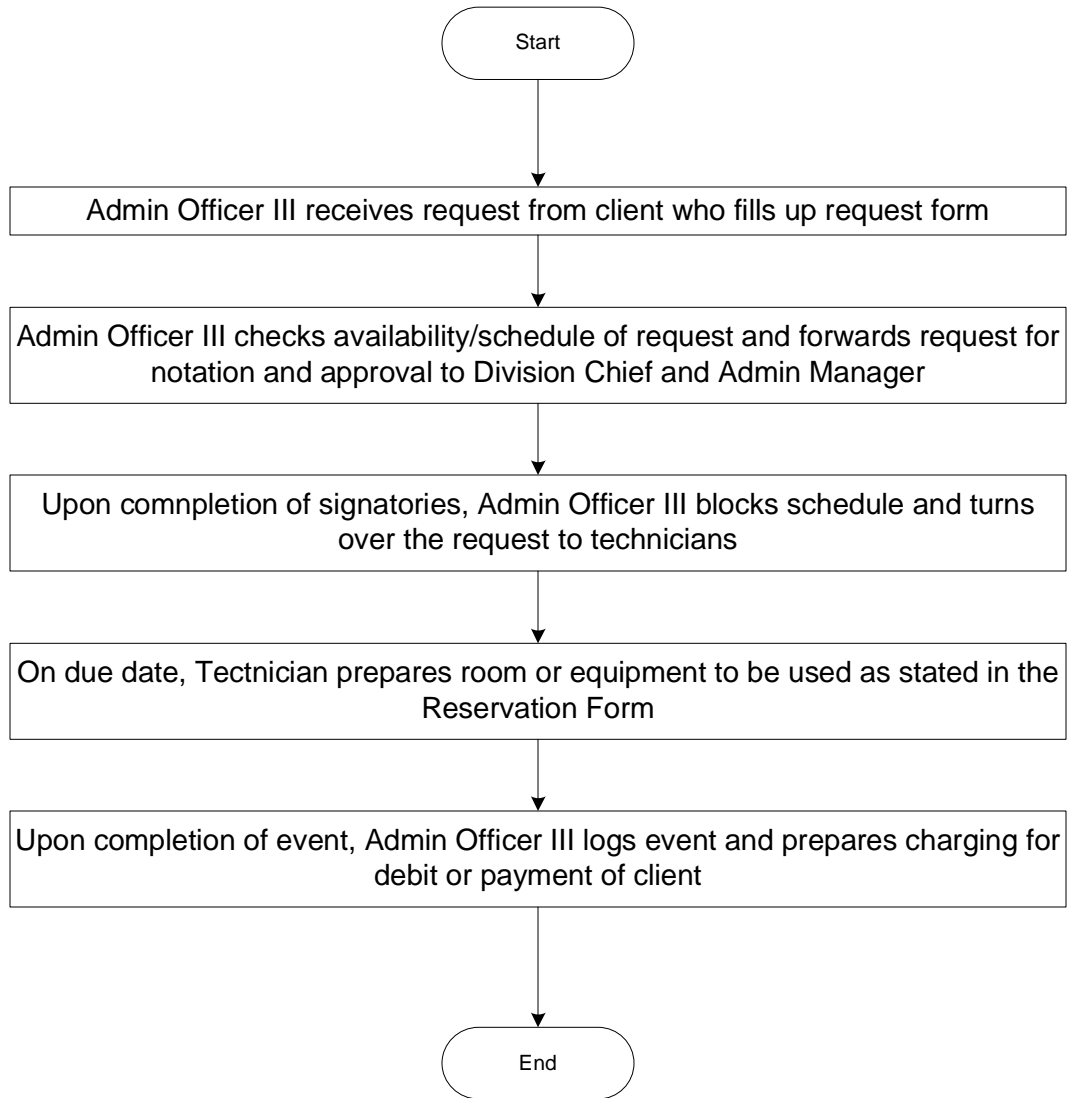 Start
Admin Officer III receives request from client who fills up request form
Admin Officer III checks availability/schedule of request and forwards request for
notation and approval to Division Chief and Admin Manager
Upon comnpletion of signatories, Admin Officer III blocks schedule and turns
over the request to technicians
On due date, Tectnician prepares room or equipment to be used as stated in the
Reservation Form
Upon completion of event, Admin Officer III logs event and prepares charging for
debit or payment of client
End